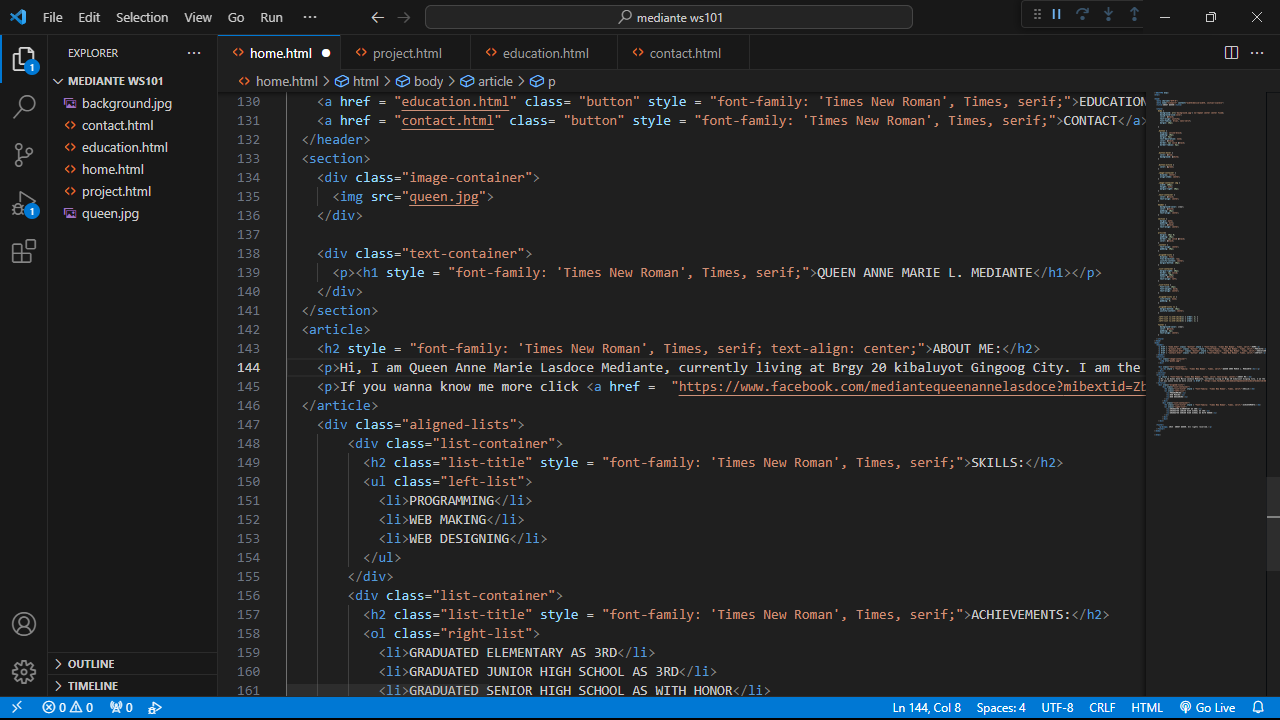 File Edit Selection View Go Run ··· mediante ws101
EXPLORER ··· home.html project.html education.html contact.html ···
MEDIANTE WS101 home.html > html > body > article > p
background.jpg
contact.html
education.html
home.html
project.html
queen.jpg
130 <a href = "education.html" class= "button" style = "font-family: 'Times New Roman', Times, serif;">EDUCATION
131 <a href = "contact.html" class= "button" style = "font-family: 'Times New Roman', Times, serif;">CONTACT</a>
132 </header>
133 <section>
134 <div class="image-container">
135 <img src="queen.jpg">
136 </div>
137
138 <div class="text-container">
139 <p><h1 style = "font-family: 'Times New Roman', Times, serif;">QUEEN ANNE MARIE L. MEDIANTE</h1></p>
140 </div>
141 </section>
142 <article>
143 <h2 style = "font-family: 'Times New Roman', Times, serif; text-align: center;">ABOUT ME:</h2>
144 <p>Hi, I am Queen Anne Marie Lasdoce Mediante, currently living at Brgy 20 kibaluyot Gingoog City. I am the
145 <p>If you wanna know me more click <a href =  "https://www.facebook.com/mediantequeenannelasdoce?mibextid=Zb
146 </article>
147 <div class="aligned-lists">
148 <div class="list-container">
149 <h2 class="list-title" style = "font-family: 'Times New Roman', Times, serif;">SKILLS:</h2>
150 <ul class="left-list">
151 <li>PROGRAMMING</li>
152 <li>WEB MAKING</li>
153 <li>WEB DESIGNING</li>
154 </ul>
155 </div>
156 <div class="list-container">
157 <h2 class="list-title" style = "font-family: 'Times New Roman', Times, serif;">ACHIEVEMENTS:</h2>
158 <ol class="right-list">
159 <li>GRADUATED ELEMENTARY AS 3RD</li>
160 <li>GRADUATED JUNIOR HIGH SCHOOL AS 3RD</li>
161 <li>GRADUATED SENIOR HIGH SCHOOL AS WITH HONOR</li>
1
1
OUTLINE
TIMELINE
0 0 0 Ln 144, Col 8 Spaces: 4 UTF-8 CRLF HTML Go Live